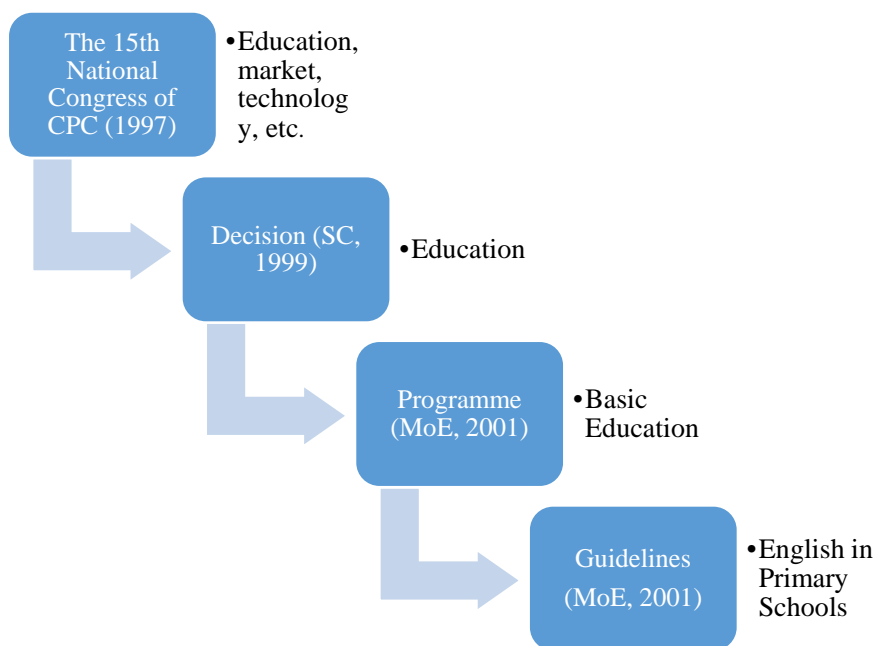 The 15th
National
Congress of
CPC (1997)
•Education,
market,
technolog
y, etc.
Decision (SC,
1999)
•Education
Programme
(MoE, 2001)
•Basic
Education
Guidelines
(MoE, 2001)
•English in
Primary
Schools